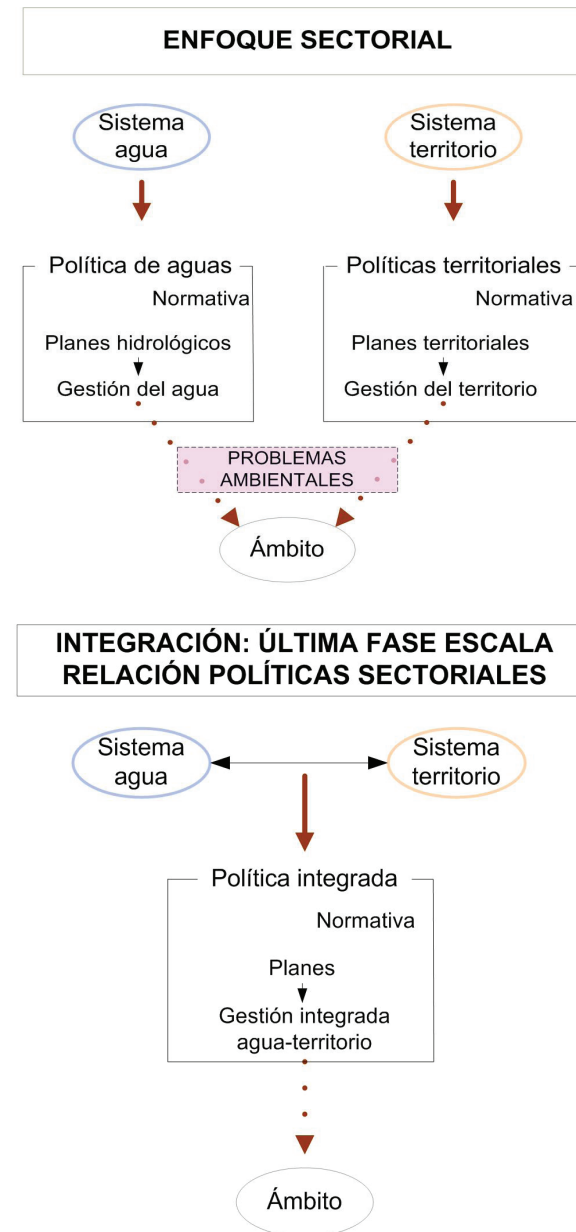 ENFOQUE SECTORIAL
Sistema
agua
Sistema
territorio
Política de aguas
Normativa
Planes hidrológicos
Gestión del agua
Políticas territoriales
Normativa
Planes territoriales
Gestión del territorio
PROBLEMAS
AMBIENTALES
Ámbito
INTEGRACIÓN: ÚLTIMA FASE ESCALA
RELACIÓN POLÍTICAS SECTORIALES
Sistema
agua
Sistema
territorio
Política integrada
Normativa
Planes
Gestión integrada
agua-territorio
Ámbito